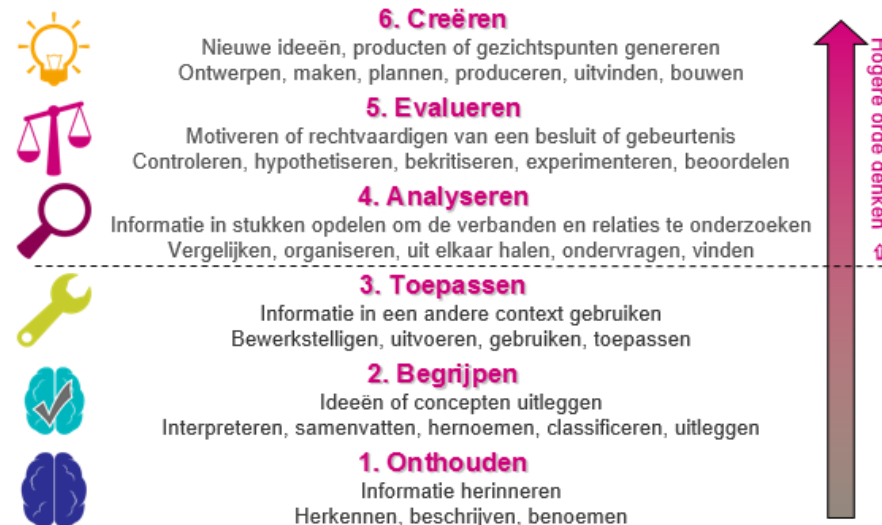 6. Creëren
Nieuwe ideeën, producten of gezichtspunten genereren
Ontwerpen, maken, plannen, produceren, uitvinden, bouwen
5. Evalueren
Motiveren of rechtvaardigen van een besluit of gebeurtenis
Controleren, hypothetiseren, bekritiseren, experimenteren, beoordelen
4. Analyseren
Informatie in stukken opdelen om de verbanden en relaties te onderzoeken
Vergelijken, organiseren, uit elkaar halen, ondervragen, vinden
3. Toepassen
Informatie in een andere context gebruiken
Bewerkstelligen, uitvoeren, gebruiken, toepassen
2. Begrijpen
Ideeën of concepten uitleggen
Interpreteren, samenvatten, hernoemen, classificeren, uitleggen
1. Onthouden
Informatie herinneren
Herkennen, beschrijven, benoemen
Hogere orde denken ⇨